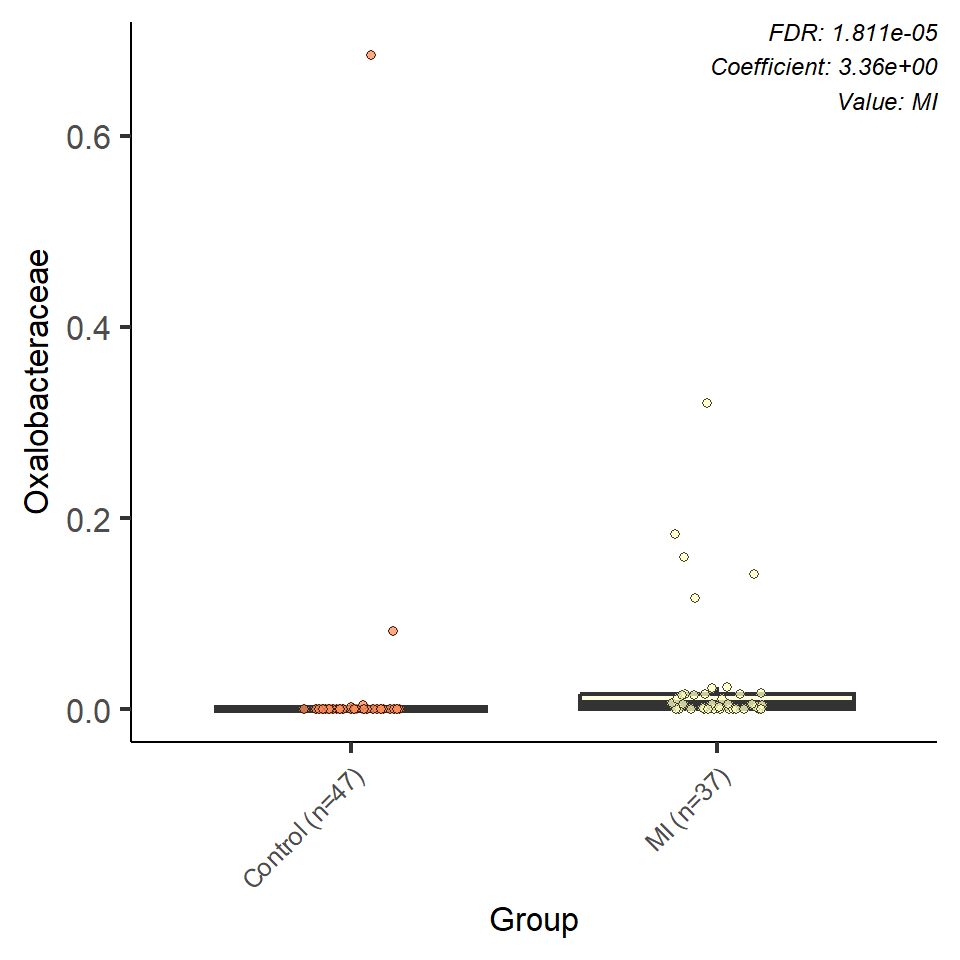 FDR: 1.811e-05
Coefficient: 3.36e+00
Value: MI
Oxalobacteraceae
0.6
0.4
0.2
0.0
Control (n=47)
MI (n=37)
Group